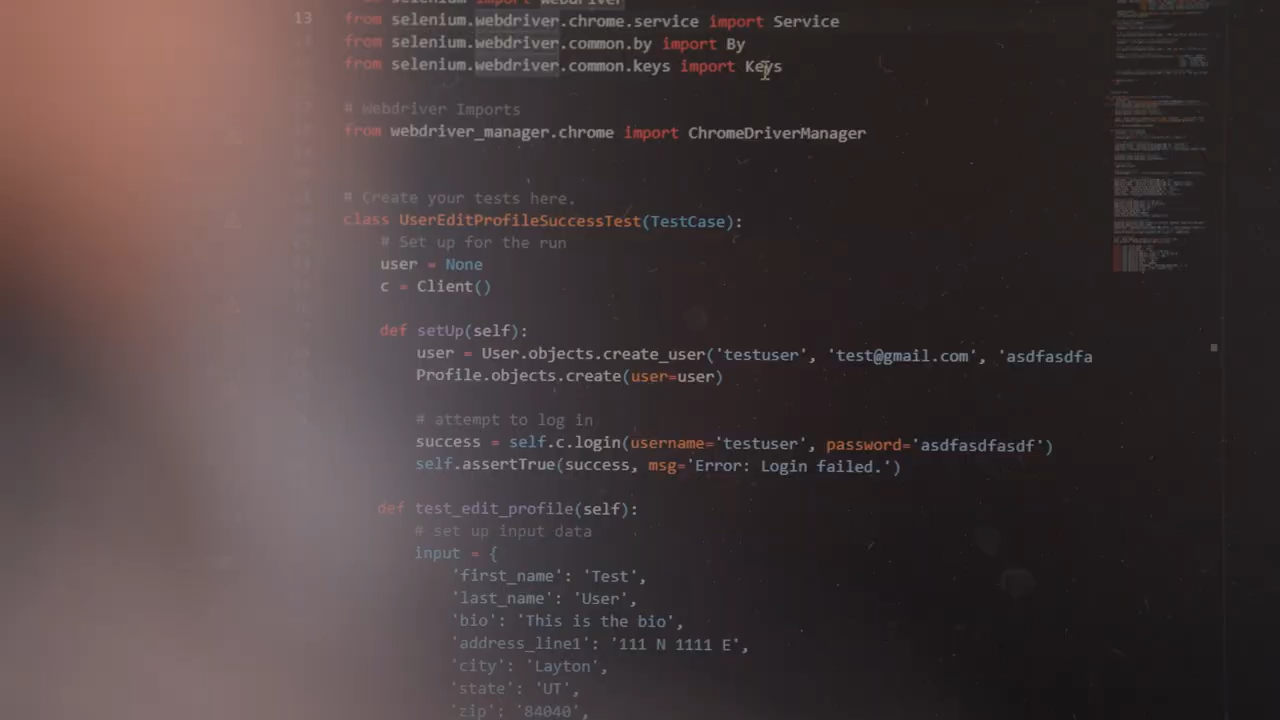 selenium import webdriver
13 from selenium.webdriver.chrome.service import Service
from selenium.webdriver.common.by import By
from selenium.webdriver.common.keys import Keys
# Webdriver Imports
from webdriver_manager.chrome import ChromeDriverManager
# Create your tests here.
class UserEditProfileSuccessTest(TestCase):
# Set up for the run
user = None
c = Client()
def setUp(self):
user = User.objects.create_user('testuser', 'test@gmail.com', 'asdfasdfa
Profile.objects.create(user=user)
# attempt to log in
success = self.c.login(username='testuser', password='asdfasdfasdf')
self.assertTrue(success, msg='Error: Login failed.')
def test_edit_profile(self):
# set up input data
input = {
'first_name': 'Test',
'last_name': 'User',
'bio': 'This is the bio',
'address_line1': '111 N 1111 E',
'city': 'Layton',
'state': 'UT',
'zip': '84040',